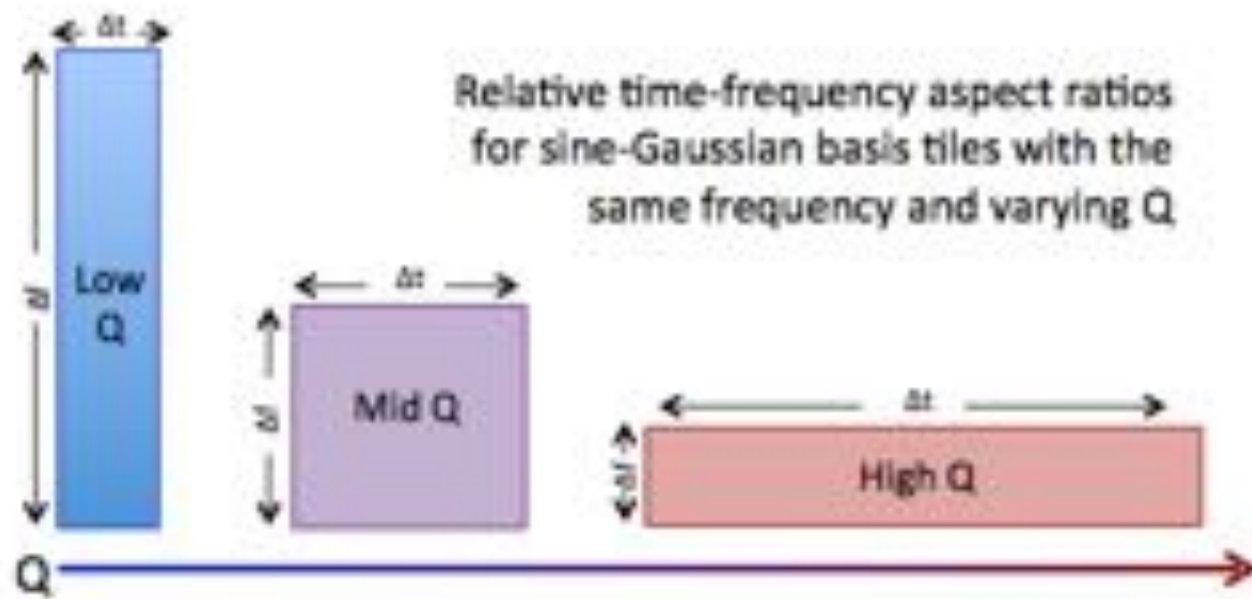 Δt
Relative time-frequency aspect ratios
for sine-Gaussian basis tiles with the
same frequency and varying Q
Δf
Low
Q
Δt
Δf
Mid Q
Δt
Δf
High Q
Q